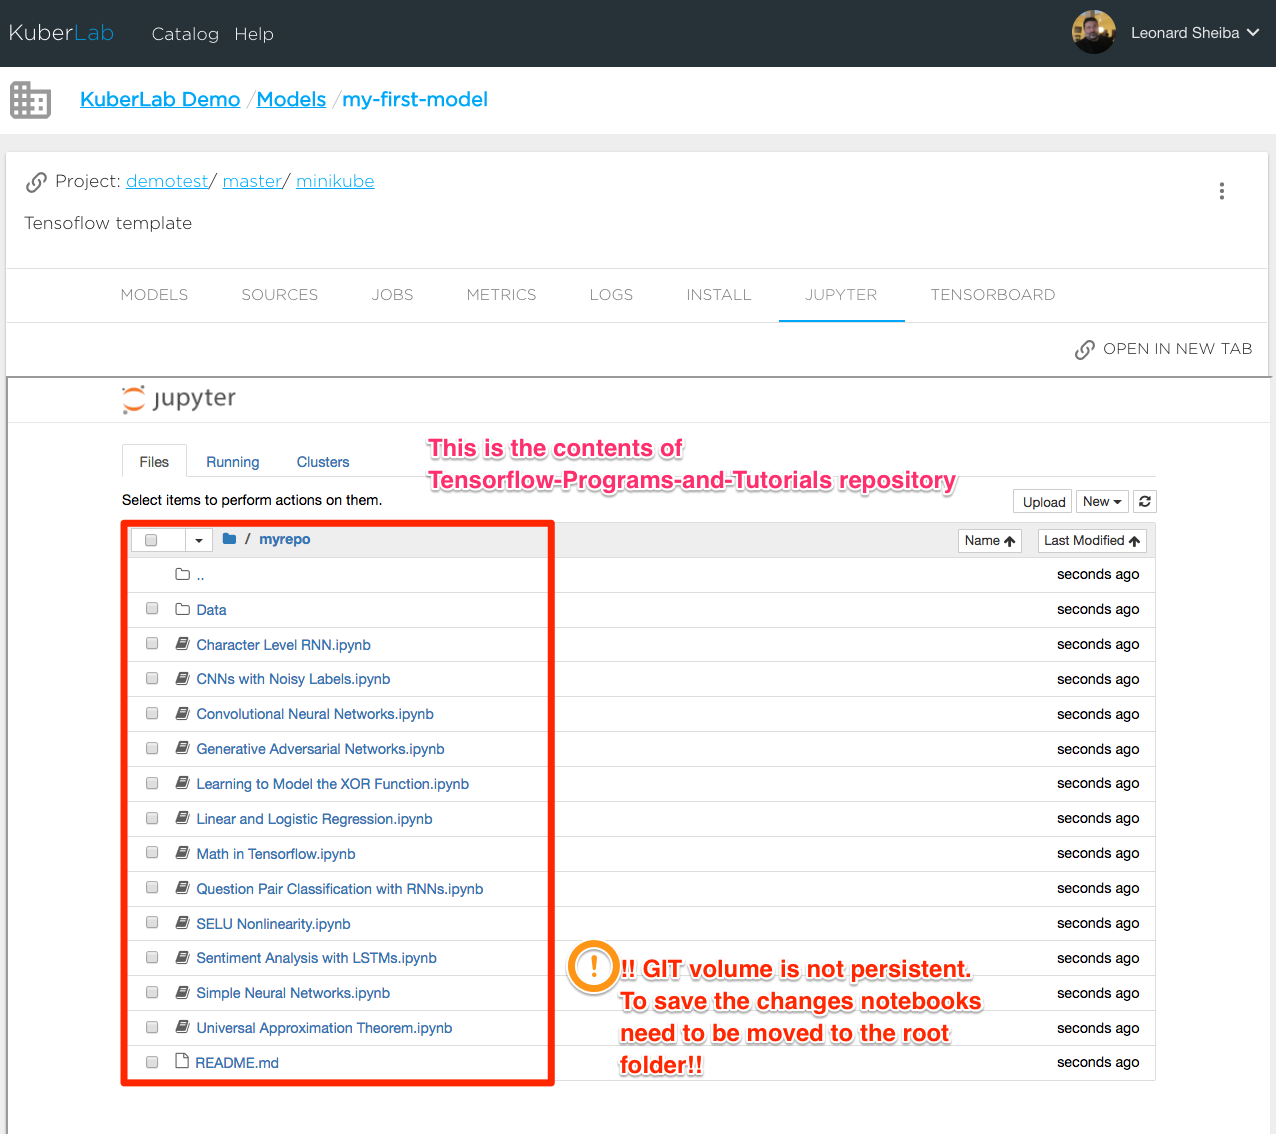 KuberLab Catalog Help Leonard Sheiba
KuberLab Demo / Models / my-first-model
Project: demotest/ master/ minikube
Tensoflow template
MODELS SOURCES JOBS METRICS LOGS INSTALL JUPYTER TENSORBOARD
OPEN IN NEW TAB
jupyter
This is the contents of
Tensorflow-Programs-and-Tutorials repository
Files Running Clusters
Select items to perform actions on them.
Upload New
/ myrepo Name Last Modified
.. seconds ago
Data seconds ago
Character Level RNN.ipynb seconds ago
CNNs with Noisy Labels.ipynb seconds ago
Convolutional Neural Networks.ipynb seconds ago
Generative Adversarial Networks.ipynb seconds ago
Learning to Model the XOR Function.ipynb seconds ago
Linear and Logistic Regression.ipynb seconds ago
Math in Tensorflow.ipynb seconds ago
Question Pair Classification with RNNs.ipynb seconds ago
SELU Nonlinearity.ipynb seconds ago
Sentiment Analysis with LSTMs.ipynb seconds ago
Simple Neural Networks.ipynb seconds ago
Universal Approximation Theorem.ipynb seconds ago
README.md seconds ago
! !! GIT volume is not persistent.
To save the changes notebooks
need to be moved to the root
folder!!